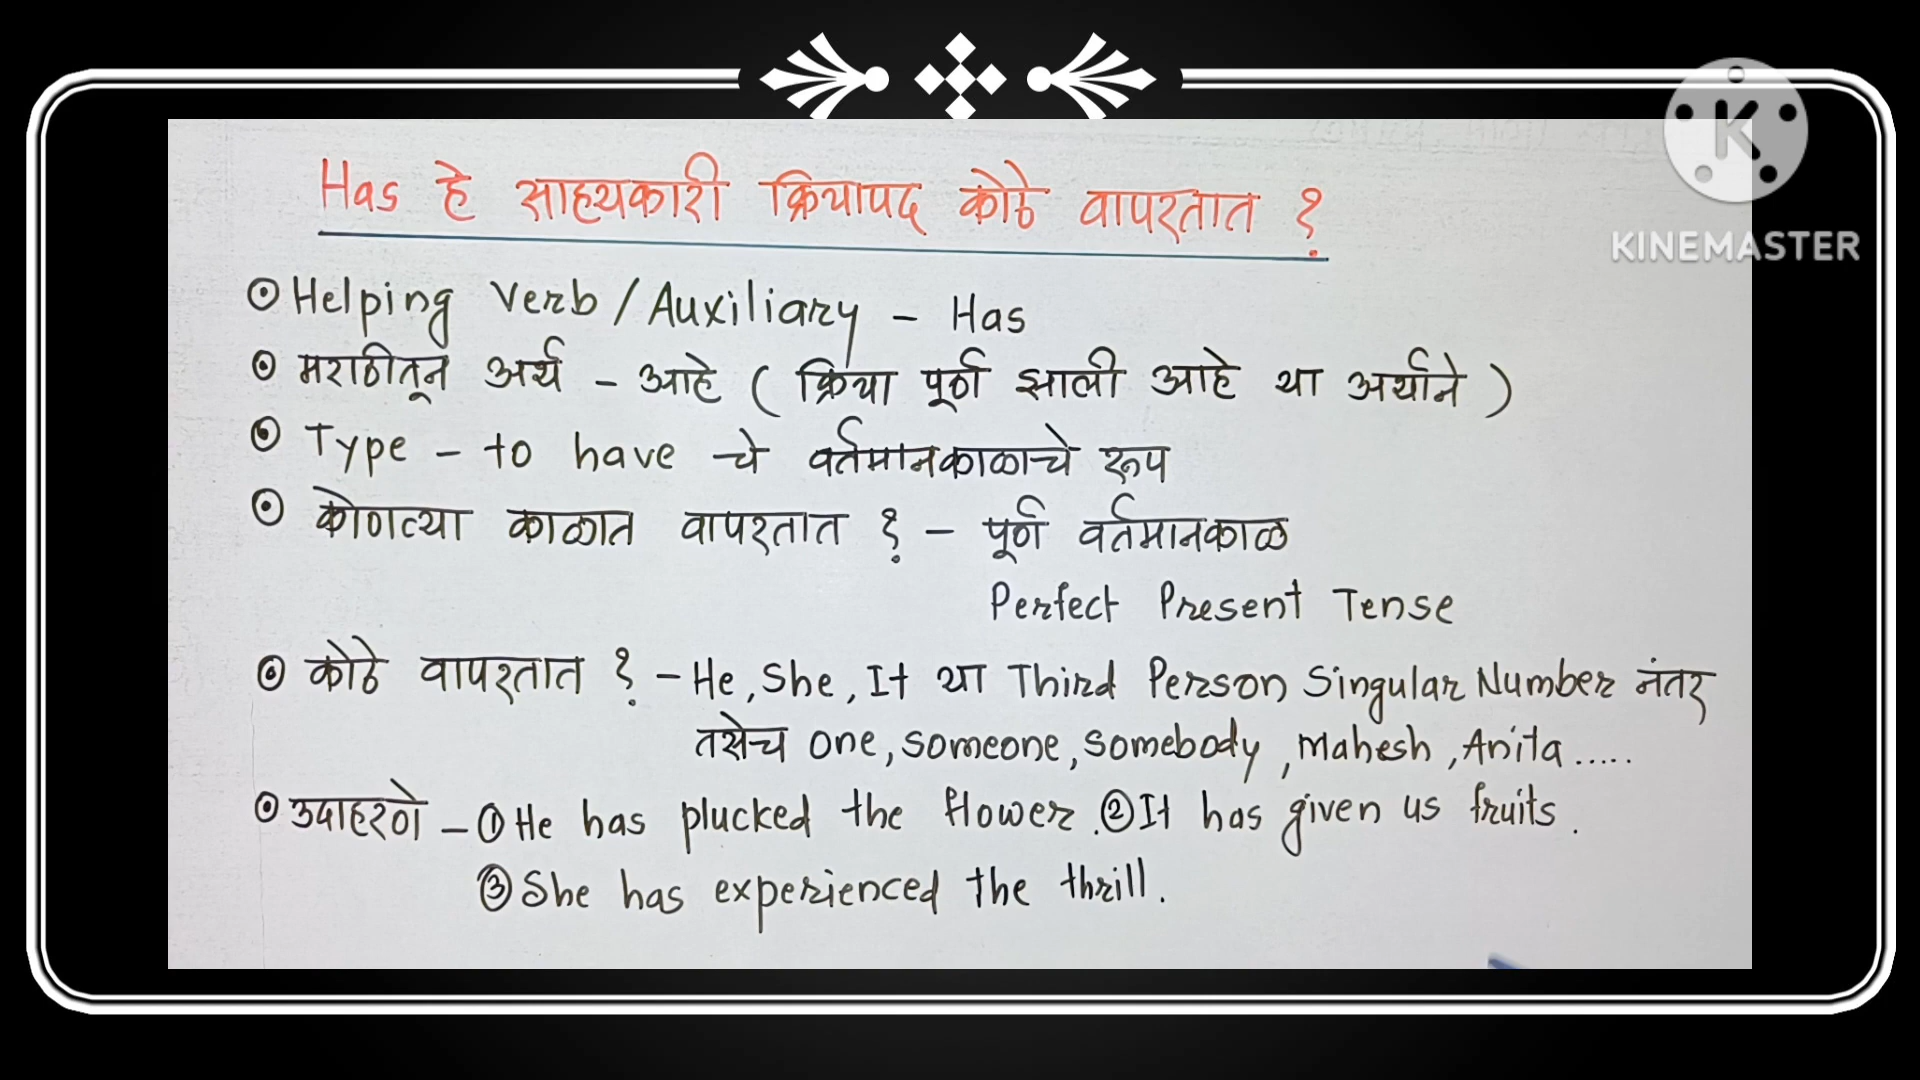 Has हे साहयकारी क्रियापद कोठे वापरतात ?
KINEMASTER
⊙ Helping Verb / Auxiliary - Has
⊙ मराठीतून अर्थ - आहे ( क्रिया पूर्ण झाली आहे या अर्थाने )
⊙ Type - to have चे वर्तमानकाळाचे रूप
⊙ कोणत्या काळात वापरतात ? - पूर्ण वर्तमानकाळ
Perfect Present Tense
⊙ कोठे वापरतात ? - He, She, It या Third Person Singular Number नंतर
तसेच one, someone, somebody, Mahesh, Anita .....
⊙ उदाहरणे - ① He has plucked the flower. ② It has given us fruits.
③ She has experienced the thrill.